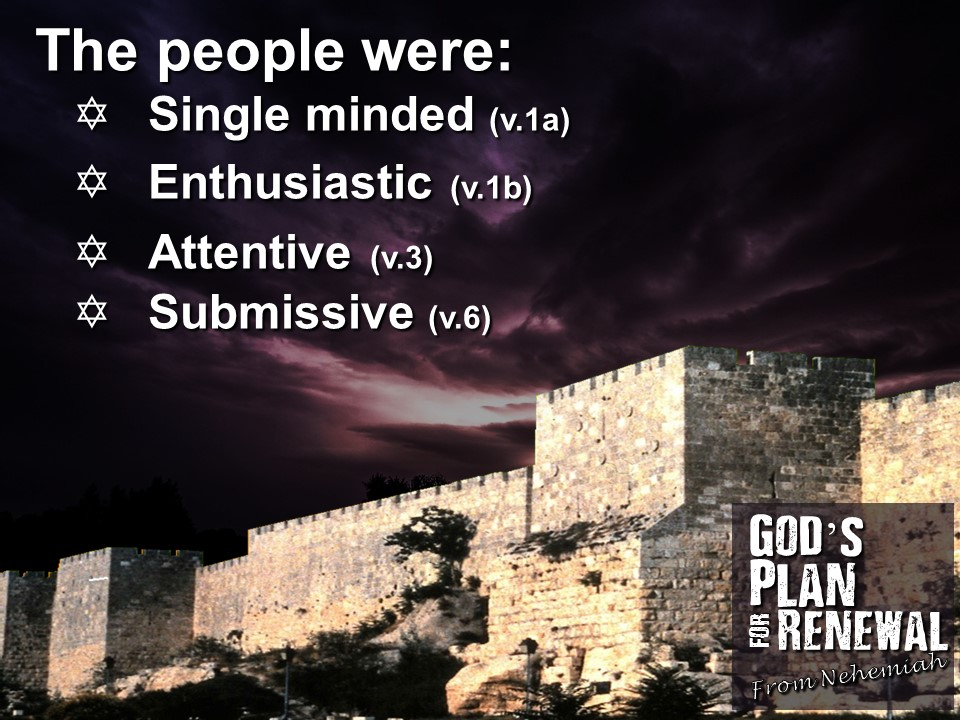 The people were:
✡ Single minded (v.1a)
✡ Enthusiastic (v.1b)
✡ Attentive (v.3)
✡ Submissive (v.6)
GOD'S
PLAN
FOR RENEWAL
From Nehemiah